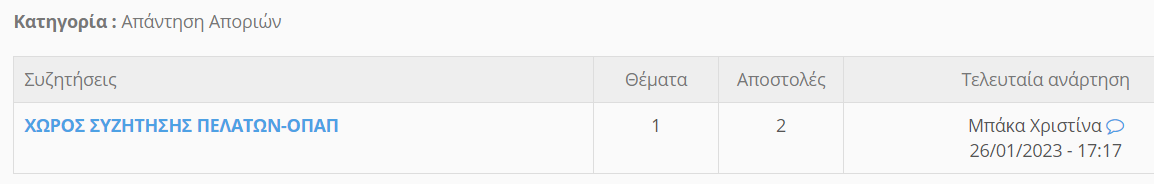 Κατηγορία : Απάντηση Αποριών
Συζητήσεις Θέματα Αποστολές Τελευταία ανάρτηση
ΧΩΡΟΣ ΣΥΖΗΤΗΣΗΣ ΠΕΛΑΤΩΝ-ΟΠΑΠ 1 2 Μπάκα Χριστίνα
26/01/2023 - 17:17